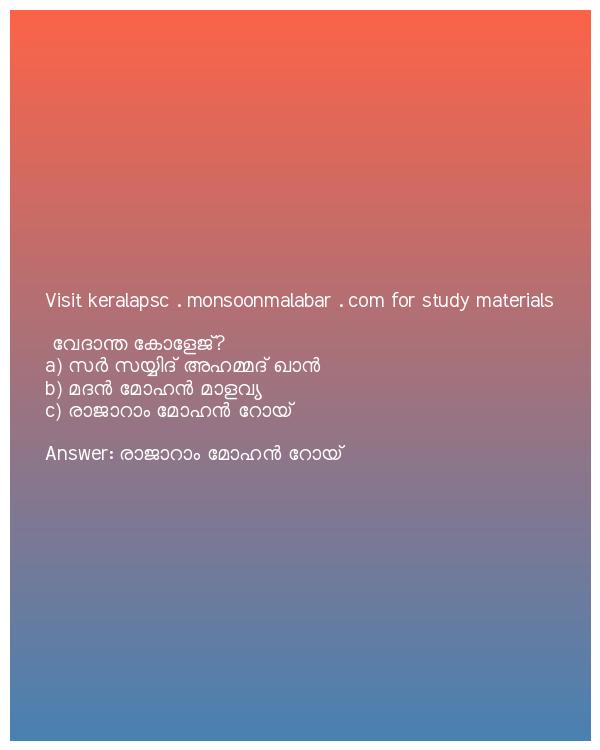 Visit keralapsc . monsoonmalabar . com for study materials
വേദാന്ത കോളേജ്?
a) സർ സയ്യിദ് അഹമ്മദ് ഖാൻ
b) മദൻ മോഹൻ മാളവ്യ
c) രാജാറാം മോഹൻ റോയ്
Answer: രാജാറാം മോഹൻ റോയ്